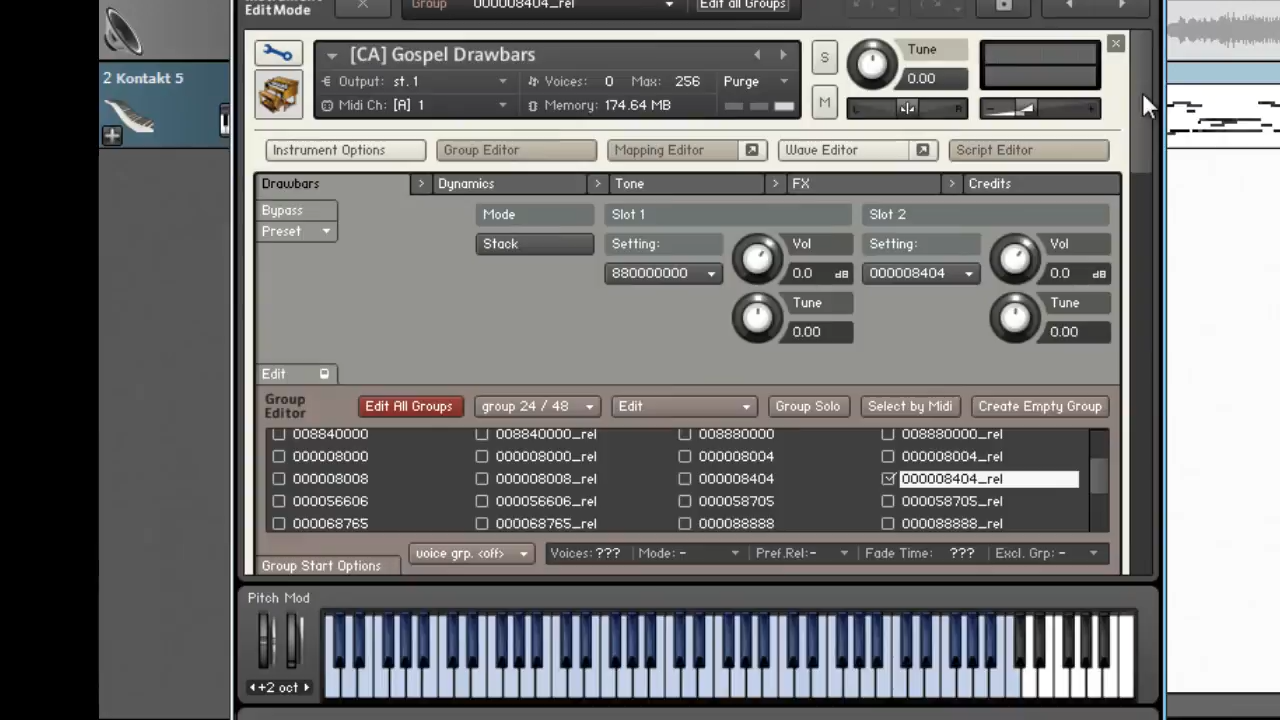 Instrument
EditMode
Group 000008404_rel Edit all Groups
2 Kontakt 5
[CA] Gospel Drawbars
Output: st.1 Voices: 0 Max: 256 Purge
Midi Ch: [A] 1 Memory: 174.64 MB
S
M
Tune
0.00
L R
- +
Instrument Options Group Editor Mapping Editor Wave Editor Script Editor
Drawbars > Dynamics > Tone > FX > Credits
Bypass
Preset
Mode Slot 1 Slot 2
Stack Setting: Vol Setting: Vol
880000000 0.0 dB 000008404 0.0 dB
Tune Tune
0.00 0.00
Edit
Group
Editor
Edit All Groups group 24 / 48 Edit Group Solo Select by Midi Create Empty Group
008840000 008840000_rel 008880000 008880000_rel
000008000 000008000_rel 000008004 000008004_rel
000008008 000008008_rel 000008404 000008404_rel
000056606 000056606_rel 000058705 000058705_rel
000068765 000068765_rel 000088888 000088888_rel
voice grp. <off> Voices: ??? Mode: - Pref.Rel:- Fade Time: ??? Excl. Grp: -
Group Start Options
Pitch Mod
+2 oct